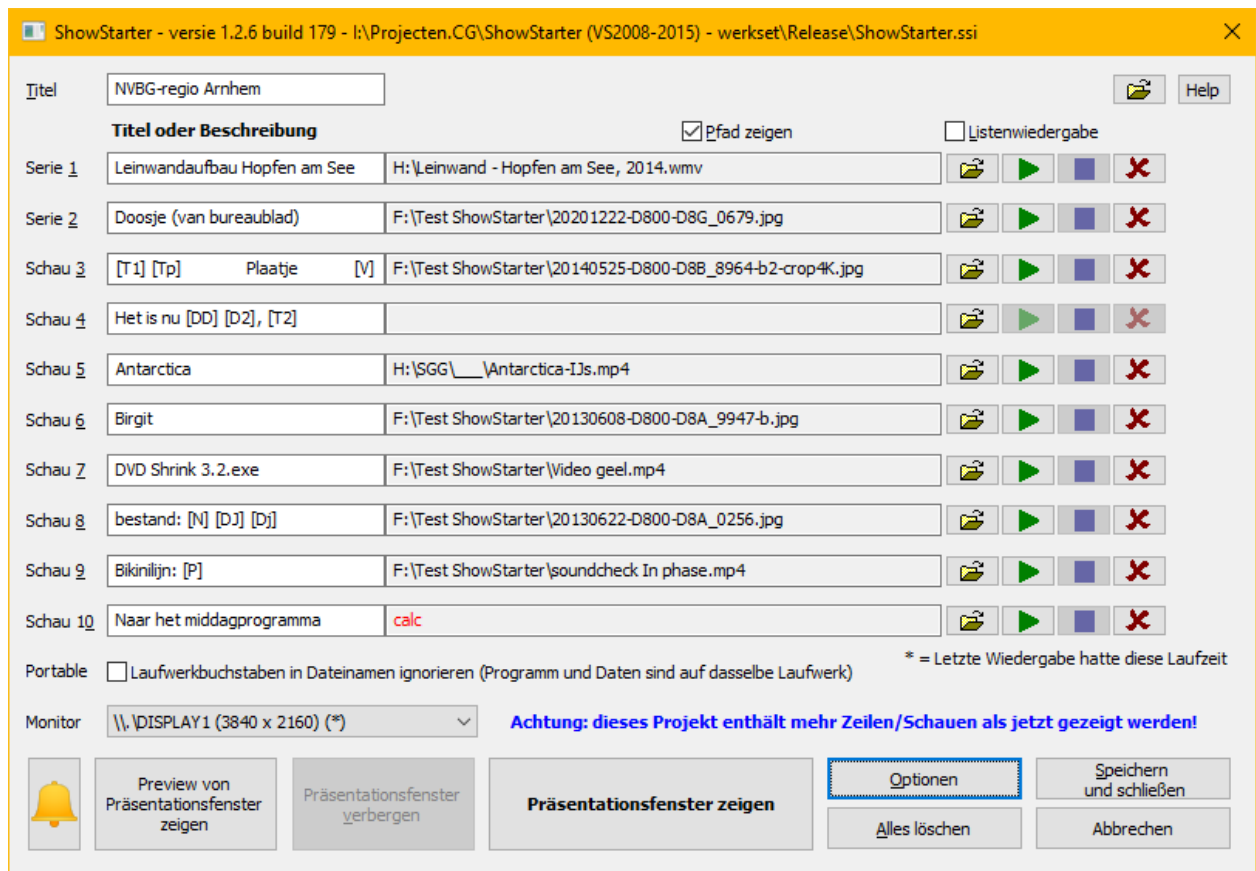 ShowStarter - versie 1.2.6 build 179 - I:\Projecten.CG\ShowStarter (VS2008-2015) - werkset\Release\ShowStarter.ssi
Titel NVBG-regio Arnhem Help
Titel oder Beschreibung Pfad zeigen Listenwiedergabe
Serie 1 Leinwandaufbau Hopfen am See H:\Leinwand - Hopfen am See, 2014.wmv
Serie 2 Doosje (van bureaublad) F:\Test ShowStarter\20201222-D800-D8G_0679.jpg
Schau 3 [T1] [Tp] Plaatje [V] F:\Test ShowStarter\20140525-D800-D8B_8964-b2-crop4K.jpg
Schau 4 Het is nu [DD] [D2], [T2]
Schau 5 Antarctica H:\SGG\___\Antarctica-IJs.mp4
Schau 6 Birgit F:\Test ShowStarter\20130608-D800-D8A_9947-b.jpg
Schau 7 DVD Shrink 3.2.exe F:\Test ShowStarter\Video geel.mp4
Schau 8 bestand: [N] [DJ] [Dj] F:\Test ShowStarter\20130622-D800-D8A_0256.jpg
Schau 9 Bikinilijn: [P] F:\Test ShowStarter\soundcheck In phase.mp4
Schau 10 Naar het middagprogramma calc
* = Letzte Wiedergabe hatte diese Laufzeit
Portable Laufwerkbuchstaben in Dateinamen ignorieren (Programm und Daten sind auf dasselbe Laufwerk)
Monitor \\.\DISPLAY1 (3840 x 2160) (*) Achtung: dieses Projekt enthält mehr Zeilen/Schauen als jetzt gezeigt werden!
Preview von
Präsentationsfenster
zeigen
Präsentationsfenster
verbergen
Präsentationsfenster zeigen
Optionen
Speichern
und schließen
Alles löschen
Abbrechen